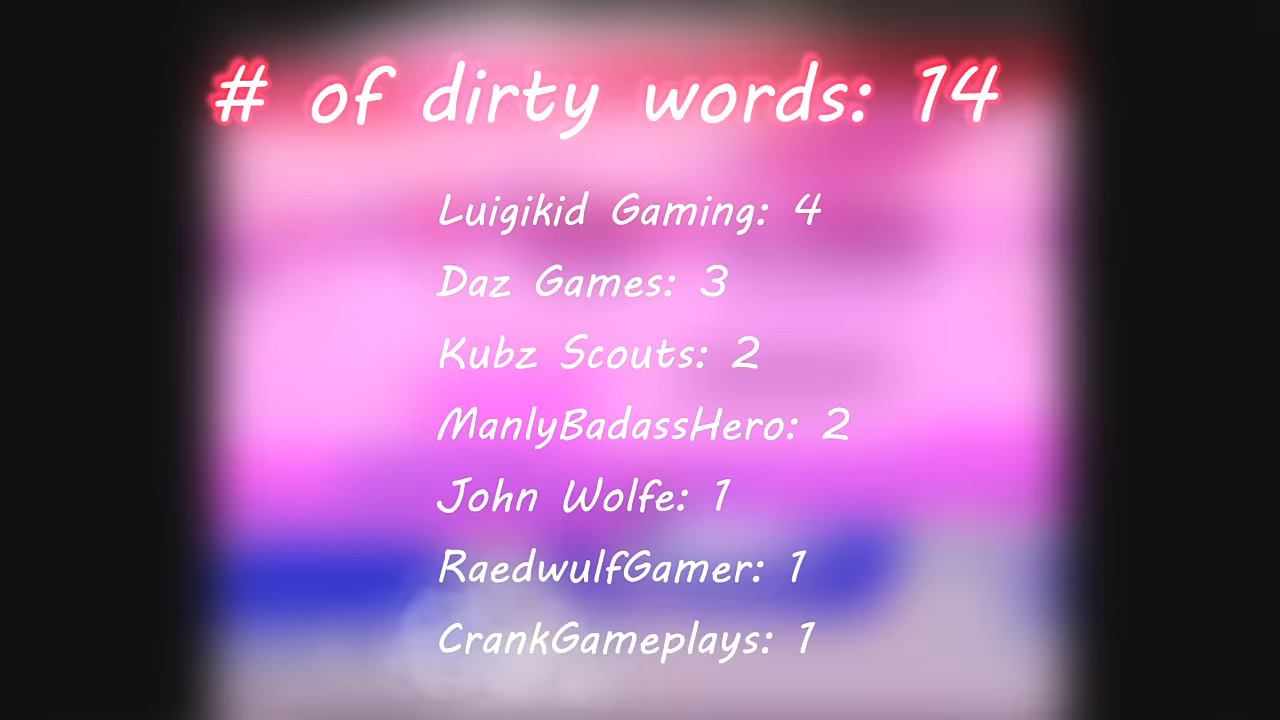 # of dirty words: 14
Luigikid Gaming: 4
Daz Games: 3
Kubz Scouts: 2
ManlyBadassHero: 2
John Wolfe: 1
RaedwulfGamer: 1
CrankGameplays: 1